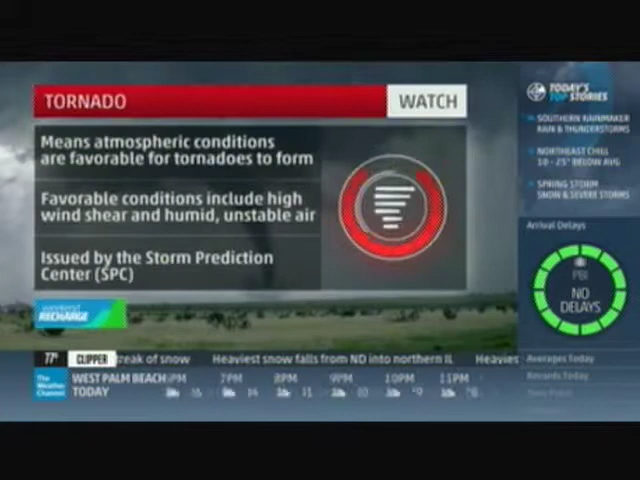 TORNADO
WATCH
Means atmospheric conditions
are favorable for tornadoes to form
Favorable conditions include high
wind shear and humid, unstable air
Issued by the Storm Prediction
Center (SPC)
weekend
RECHARGE
TODAY'S
TOP STORIES
SOUTHERN RAINMAKER
RAIN & THUNDERSTORMS
NORTHEAST CHILL
10 - 25° BELOW AVG
SPRING STORM
SNOW & SEVERE STORMS
Arrival Delays
PBI
NO
DELAYS
Averages Today
Records Today
77° CLIPPER reak of snow Heaviest snow falls from ND into northern IL Heavies
The
Weather
Channel
WEST PALM BEACH
TODAY
PM 7PM 8PM 9PM 10PM 11PM